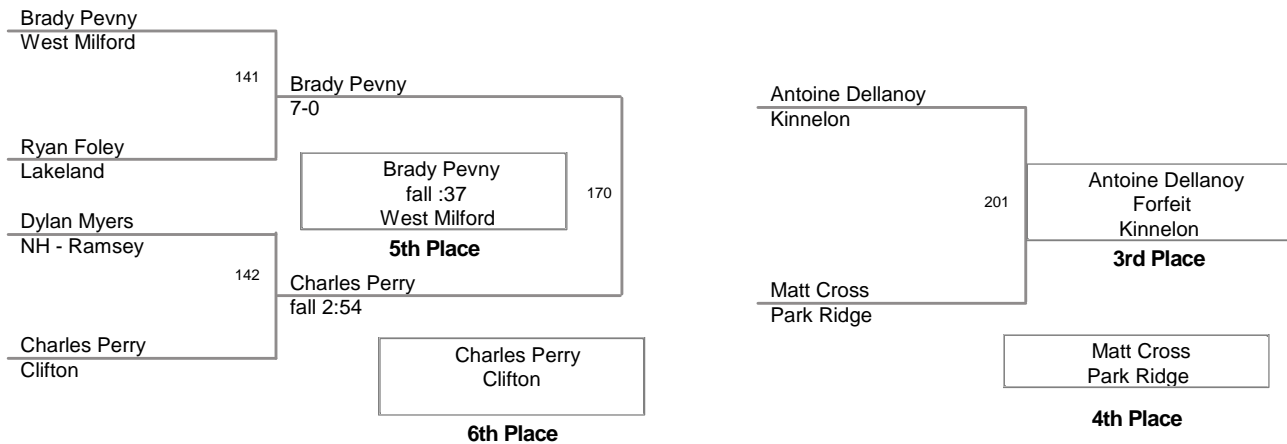 Brady Pevny
West Milford
141
Brady Pevny
7-0
Ryan Foley
Lakeland
Brady Pevny
fall :37
West Milford
5th Place
170
Dylan Myers
NH - Ramsey
142
Charles Perry
fall 2:54
Charles Perry
Clifton
Charles Perry
Clifton
6th Place
Antoine Dellanoy
Kinnelon
201
Antoine Dellanoy
Forfeit
Kinnelon
3rd Place
Matt Cross
Park Ridge
Matt Cross
Park Ridge
4th Place